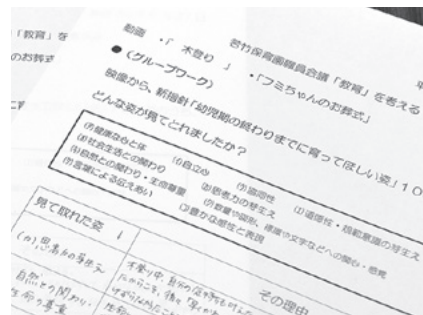 動画 ・「 木登り 」 ・「フミちゃんのお葬式」
若竹保育園職員会議「教育」を考える
● (グループワーク)
映像から、新指針「幼児期の終わりまでに育ってほしい姿」10
どんな姿が見てとれましたか?
(ア)健康な心と体 (イ)自立心 (ウ)協同性 (エ)道徳性・規範意識の芽生え
(オ)社会生活との関わり (カ)思考力の芽生え
(キ)自然との関わり・生命尊重 (ク)数量や図形、標識や文字などへの関心・感覚
(ケ)言葉による伝えあい (コ)豊かな感性と表現
見て取れた姿 ↓
その理由
(カ)思考力の芽生え
自然との関わり・
生命の尊重
「教育」を
のお葬式」